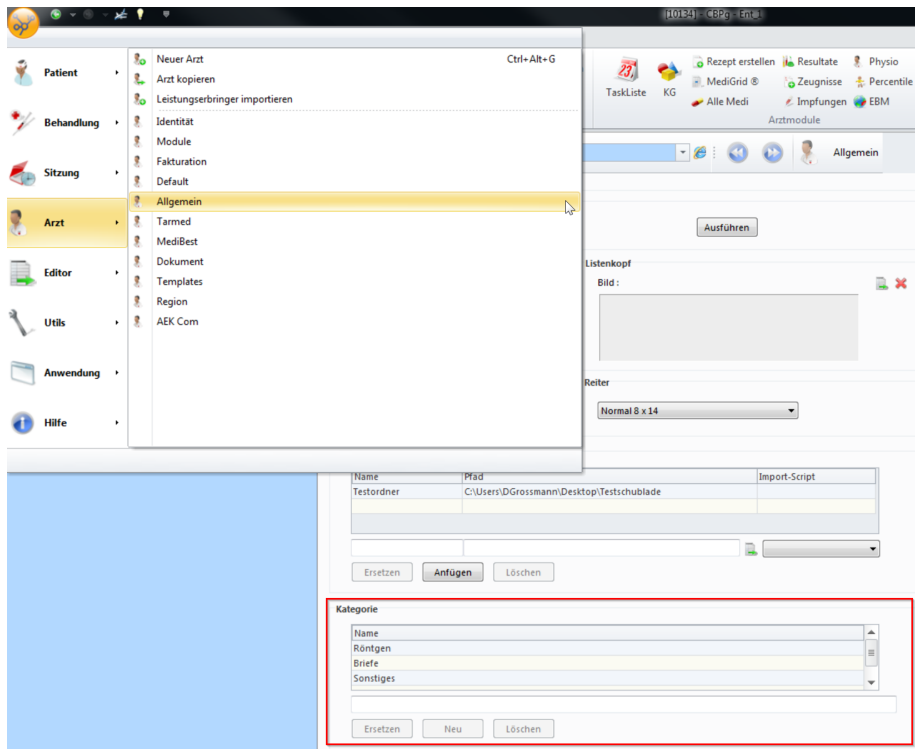 [10134] - CBPg - Ent_1
Patient
Behandlung
Sitzung
Arzt
Editor
Utils
Anwendung
Hilfe
Neuer Arzt Ctrl+Alt+G
Arzt kopieren
Leistungserbringer importieren
Identität
Module
Fakturation
Default
Allgemein
Tarmed
MediBest
Dokument
Templates
Region
AEK Com
23,
TaskListe
KG
Rezept erstellen Resultate Physio
MediGrid ® Zeugnisse Percentile
Alle Medi Impfungen EBM
Arztmodule
Allgemein
Ausführen
Listenkopf
Bild :
Reiter
Normal 8 x 14
Name Pfad Import-Script
Testordner C:\Users\DGrossmann\Desktop\Testschublade
Ersetzen Anfügen Löschen
Kategorie
Name
Röntgen
Briefe
Sonstiges
Ersetzen Neu Löschen